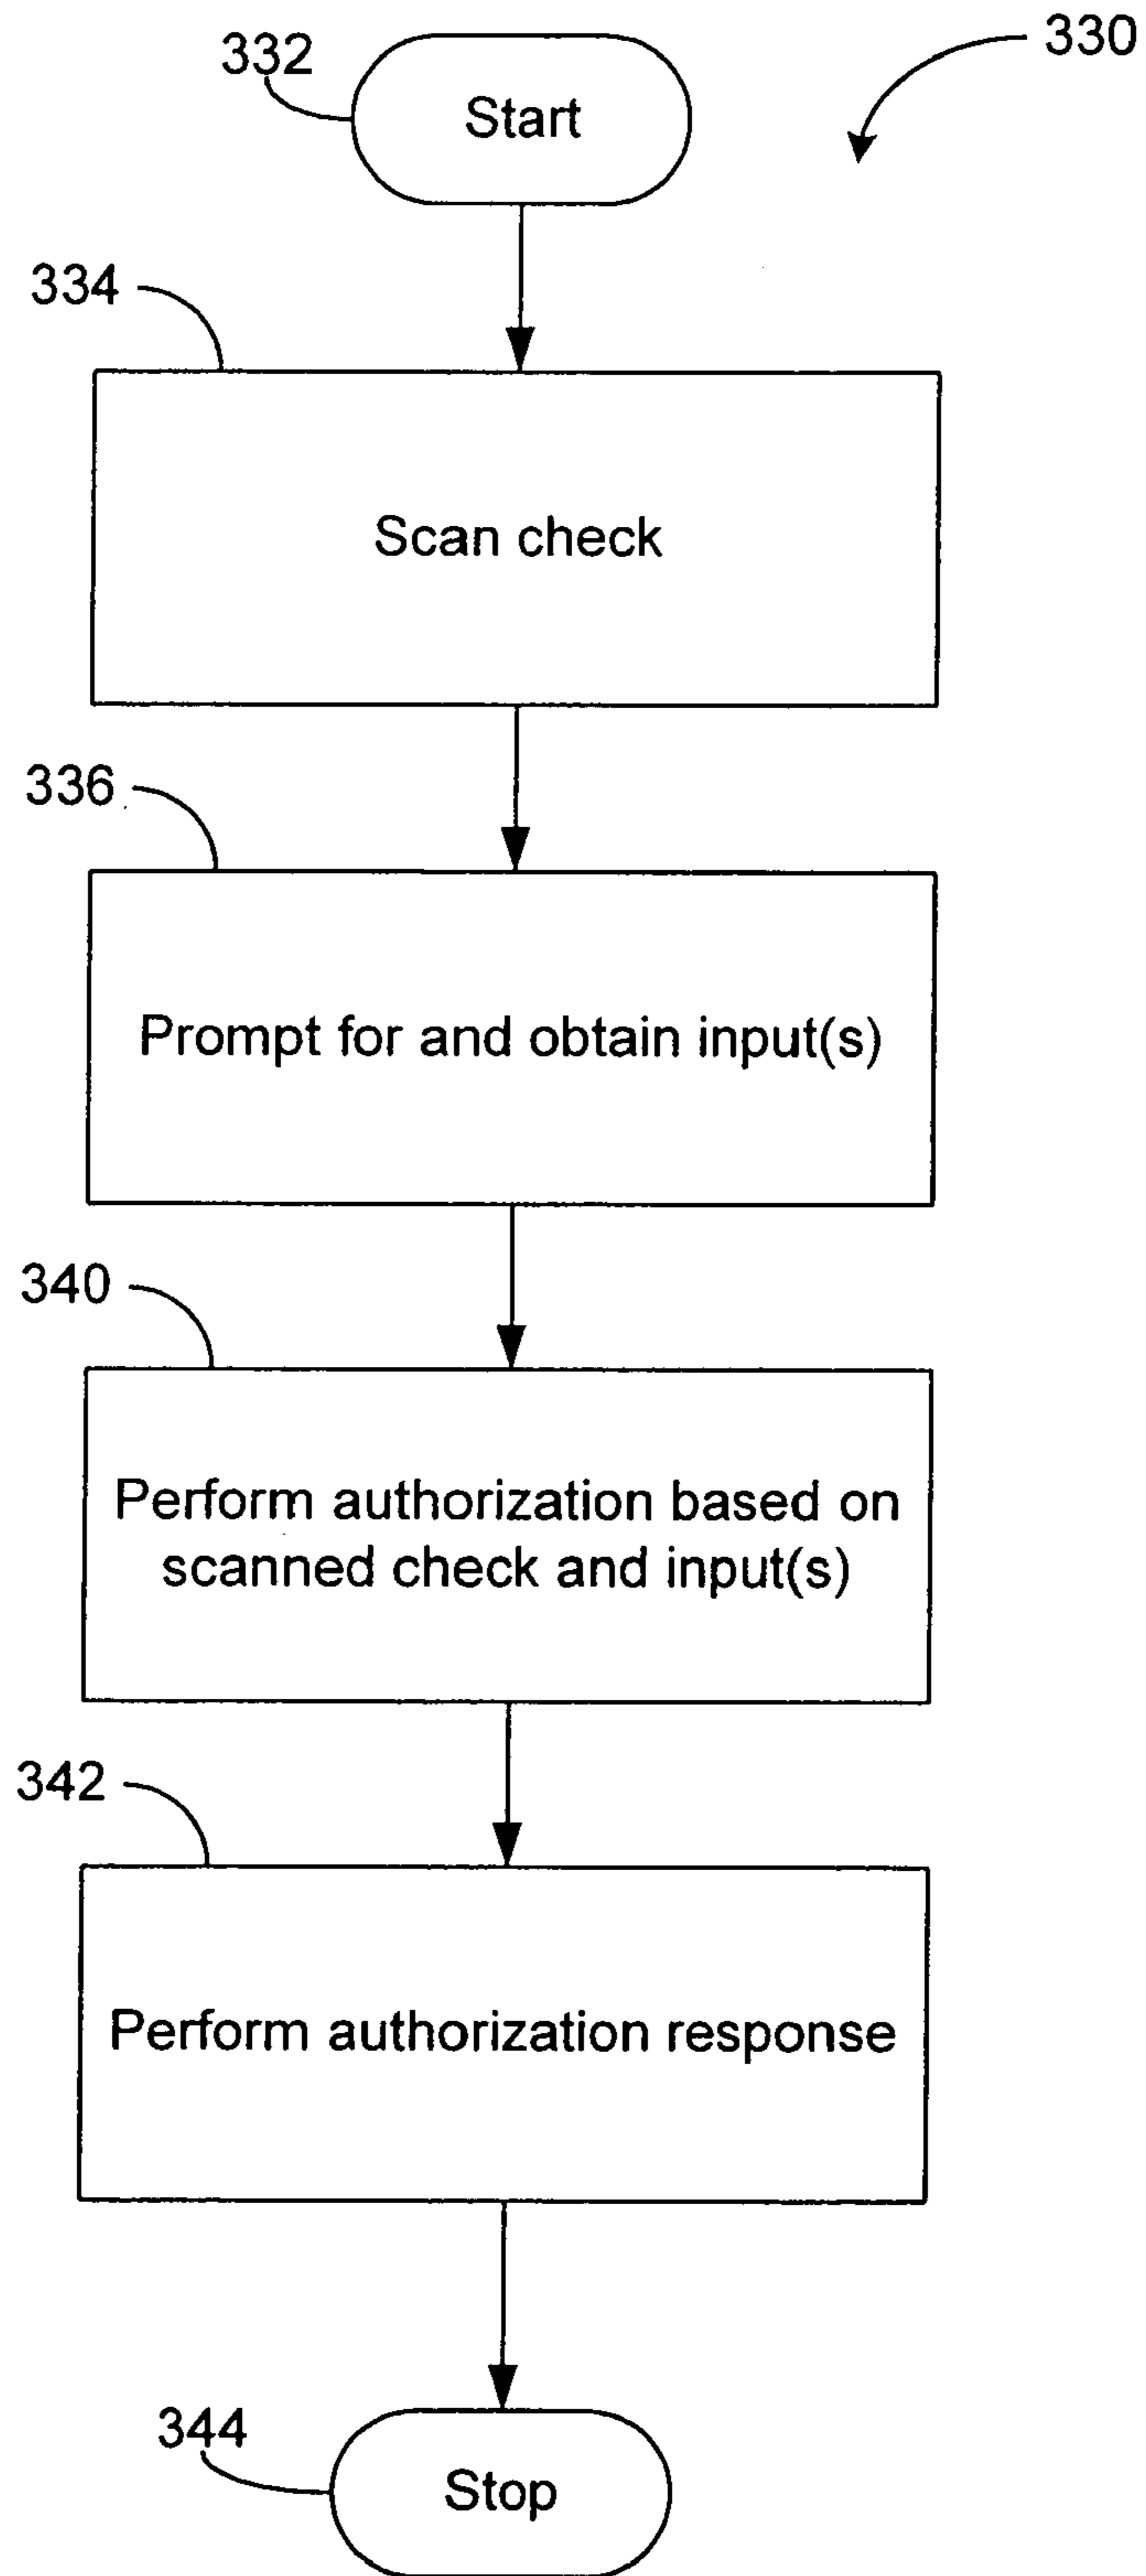 330
332
Start
334
Scan check
336
Prompt for and obtain input(s)
340
Perform authorization based on
scanned check and input(s)
342
Perform authorization response
344
Stop